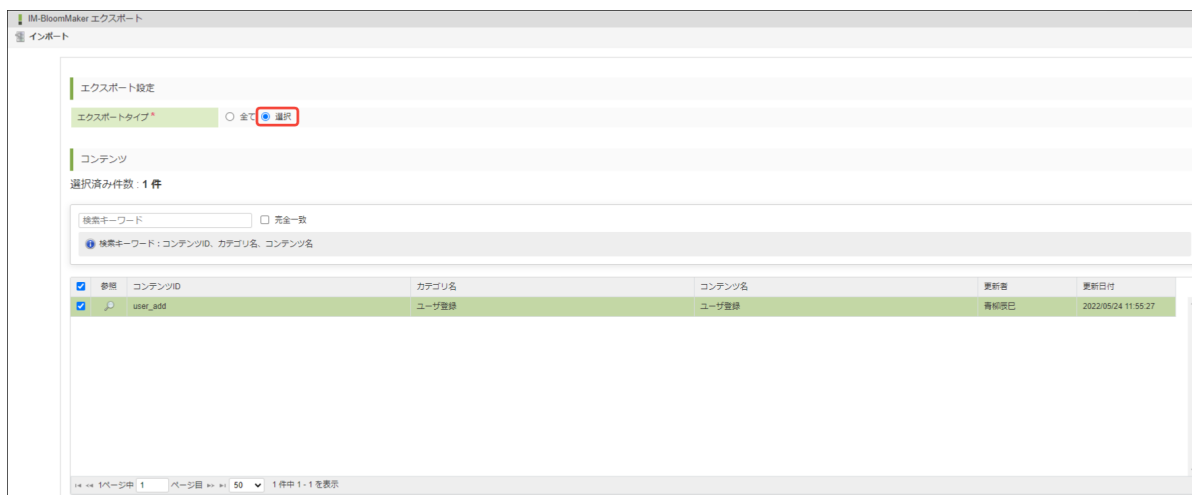 IM-BloomMaker エクスポート
インポート
エクスポート設定
エクスポートタイプ* 全て 選択
コンテンツ
選択済み件数 : 1 件
検索キーワード 完全一致
検索キーワード：コンテンツID、カテゴリ名、コンテンツ名
参照 コンテンツID カテゴリ名 コンテンツ名 更新者 更新日付
user_add ユーザ登録 ユーザ登録 青柳辰巳 2022/05/24 11:55:27
1ページ中 1 ページ目 50 1 件中 1 - 1 を表示